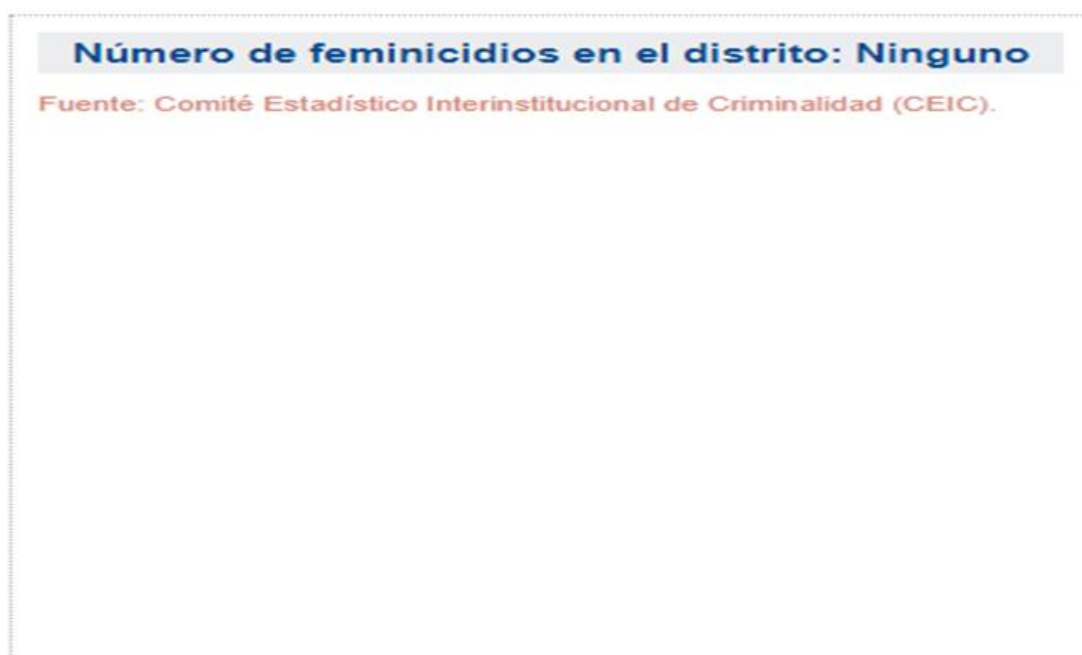 Número de feminicidios en el distrito: Ninguno
Fuente: Comité Estadístico Interinstitucional de Criminalidad (CEIC).